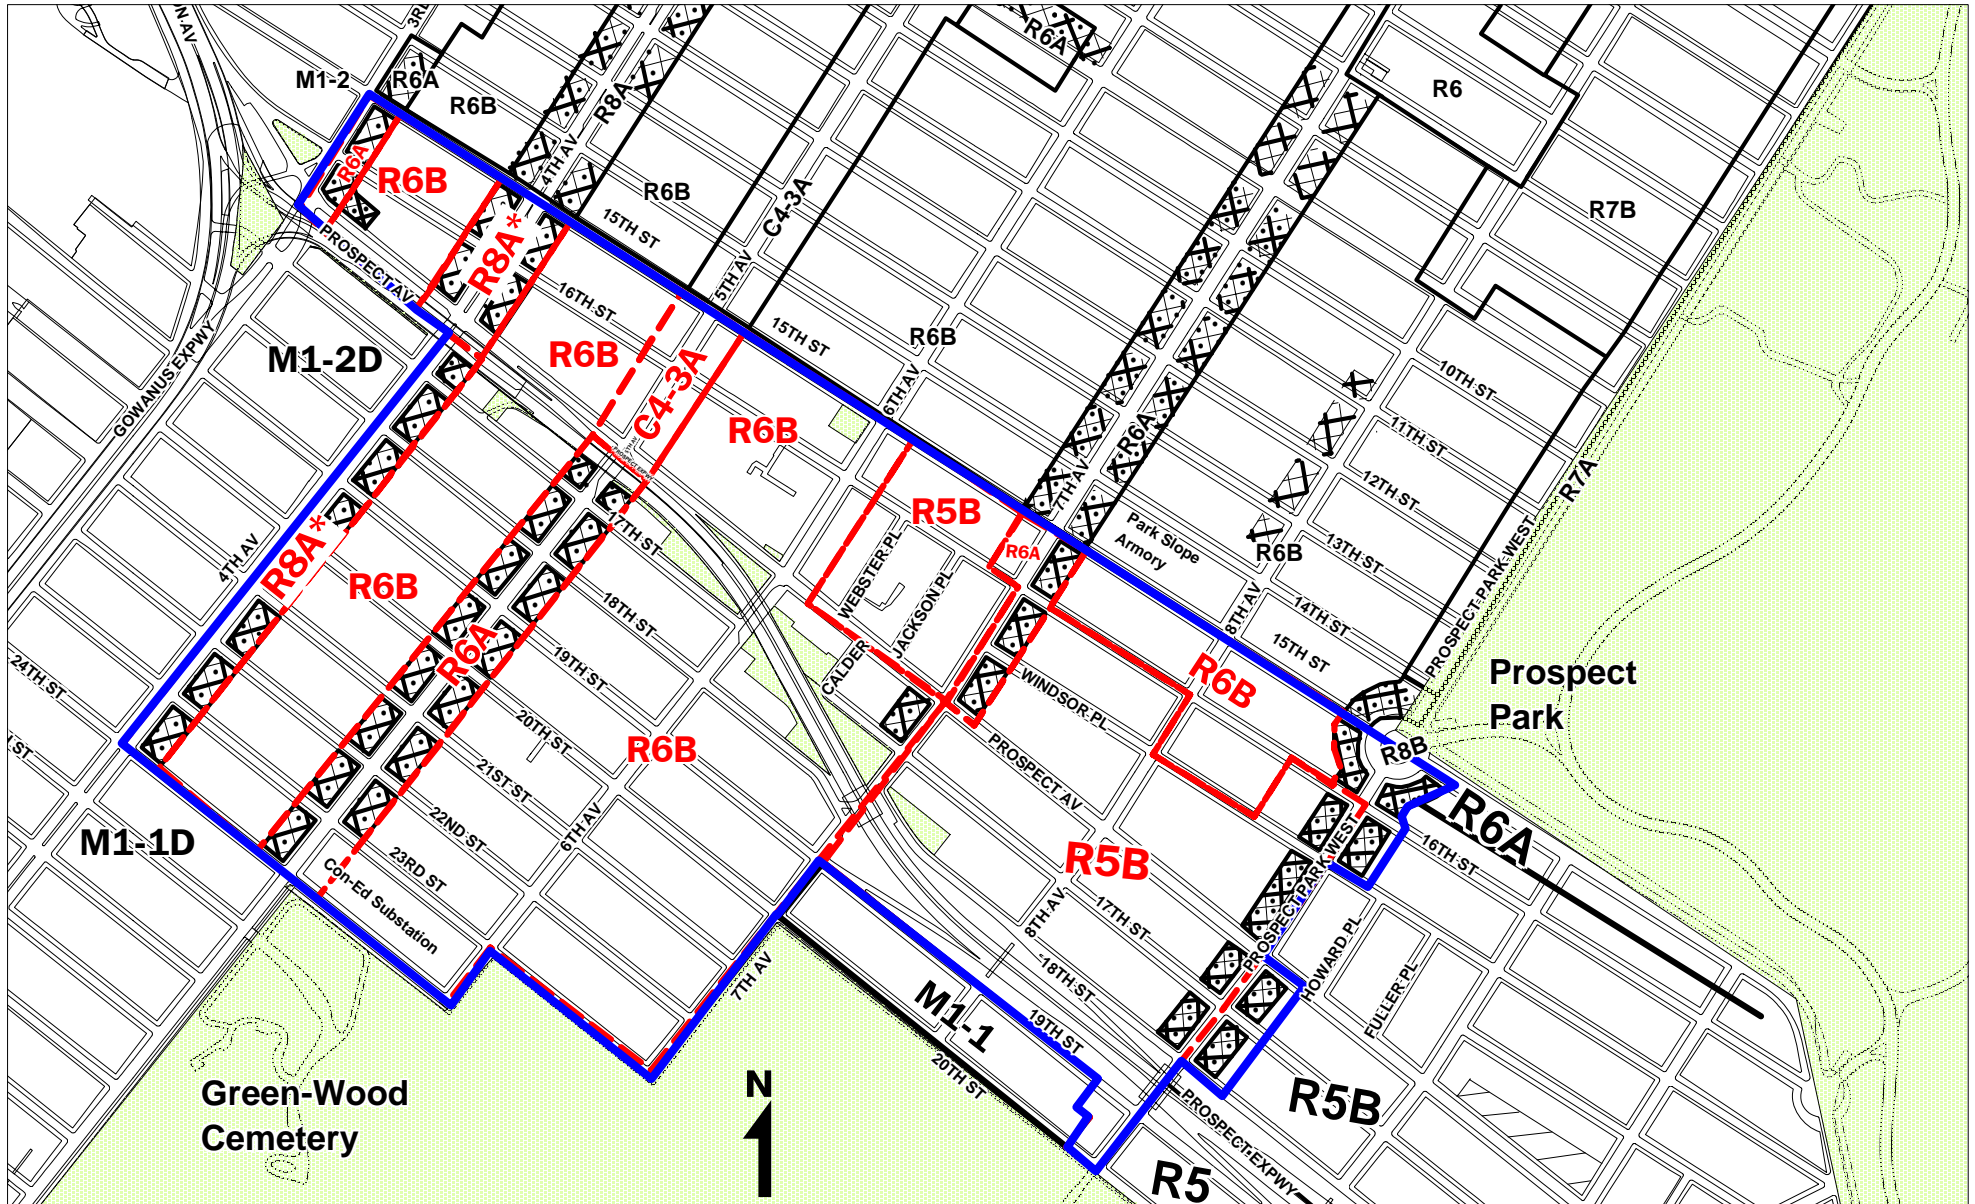 N AV
3RD
M1-2
R6A
R6B
R8A
R6A
R6
R7B
4TH AV
R6B
15TH ST
C4-3A
5TH AV
R6A
R6B
R8A*
PROSPECT AV
16TH ST
15TH ST
R6B
6TH AV
M1-2D
GOWANUS EXPWY
R6B
C4-3A
R6B
R6A
7TH AV
10TH ST
11TH ST
12TH ST
13TH ST
14TH ST
15TH ST
R7A
PROSPECT PARK WEST
Park Slope
Armory
R6B
8TH AV
R5B
R6A
4TH AV
R8A*
R6B
PROSPECT EXPWY
17TH ST
18TH ST
19TH ST
20TH ST
21ST ST
22ND ST
23RD ST
R6A
WEBSTER PL
JACKSON PL
CALDER
WINDSOR PL
PROSPECT AV
R6B
R6B
Prospect
Park
R8B
R6A
16TH ST
24TH ST
ST
M1-1D
Con-Ed Substation
6TH AV
7TH AV
R5B
8TH AV
17TH ST
18TH ST
19TH ST
20TH ST
M1-1
PROSPECT PARK WEST
HOWARD PL
FULLER PL
R5B
R5
PROSPECT EXPWY
Green-Wood
Cemetery
N